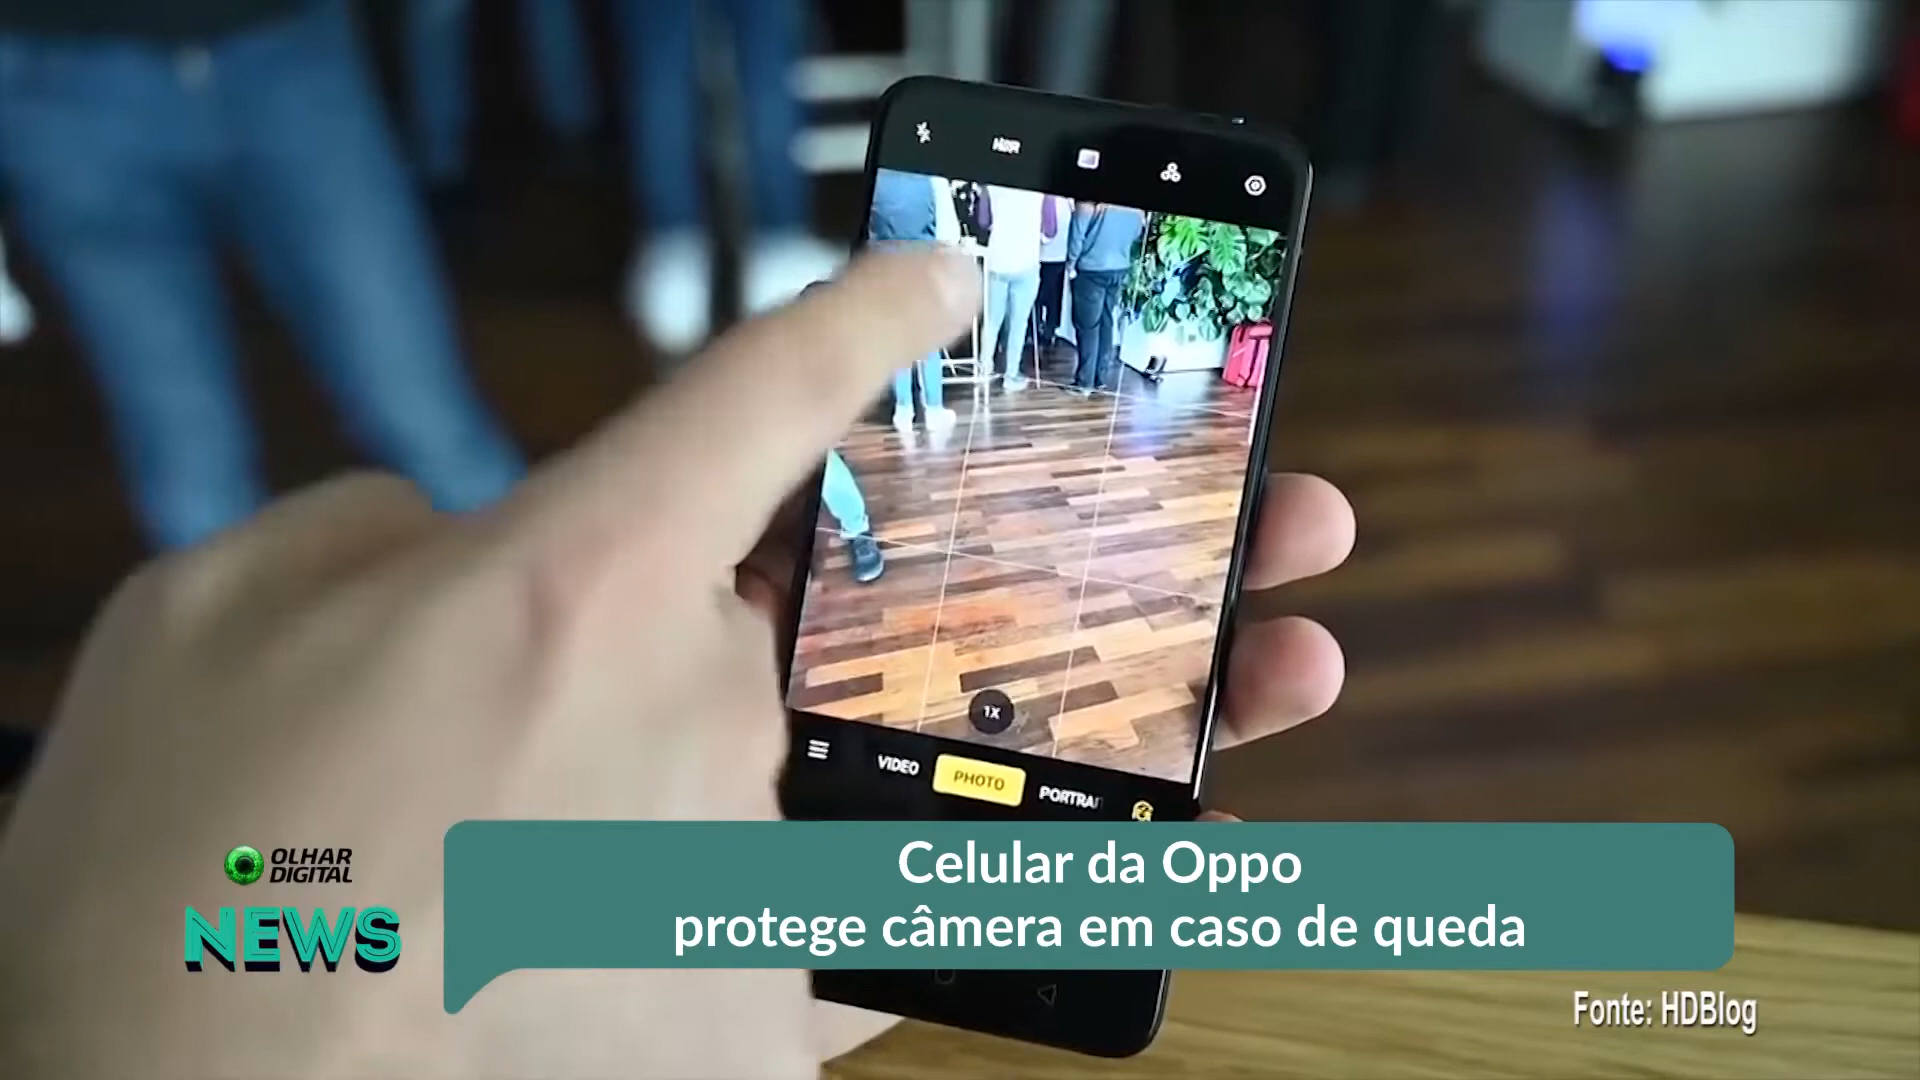 HDR
1X
VIDEO
PHOTO
PORTRAI
OLHAR
DIGITAL
NEWS
Celular da Oppo
protege câmera em caso de queda
Fonte: HDBlog